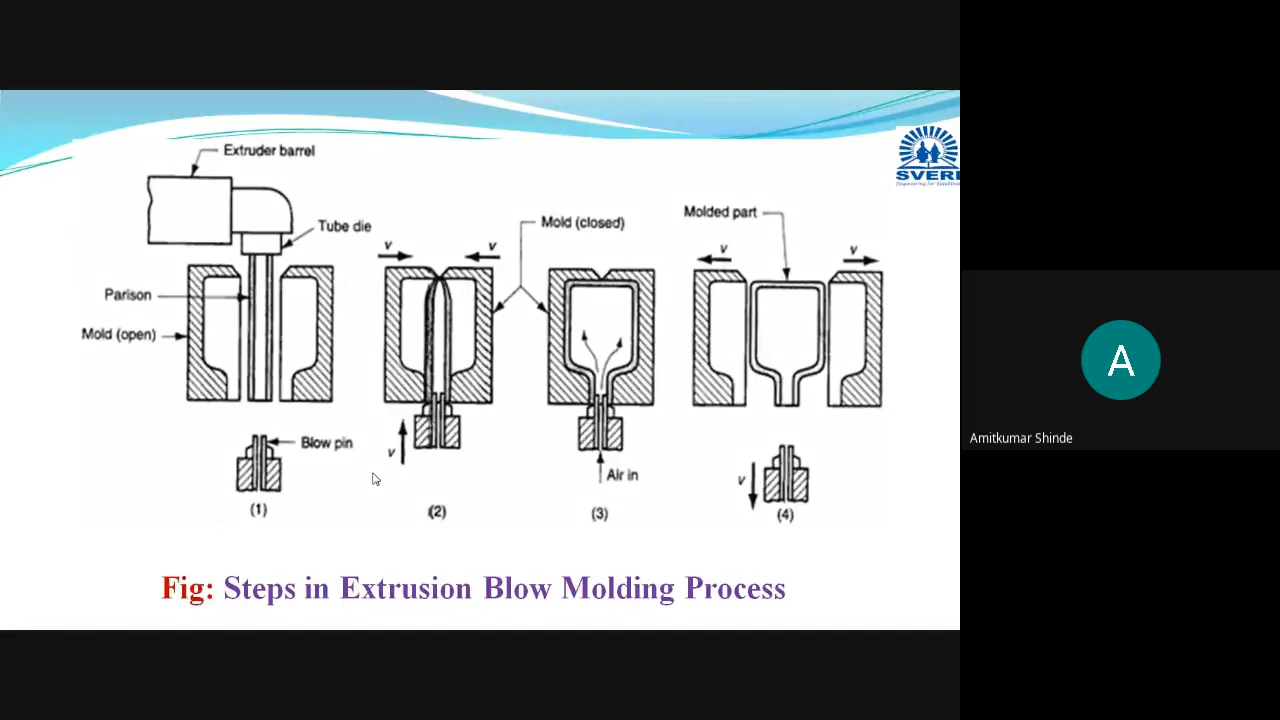 Extruder barrel
SVERI
Tube die
Mold (closed)
Molded part
v
v
v
v
Parison
Mold (open)
Blow pin
v
Air in
v
(1)
(2)
(3)
(4)
Fig: Steps in Extrusion Blow Molding Process
A
Amitkumar Shinde